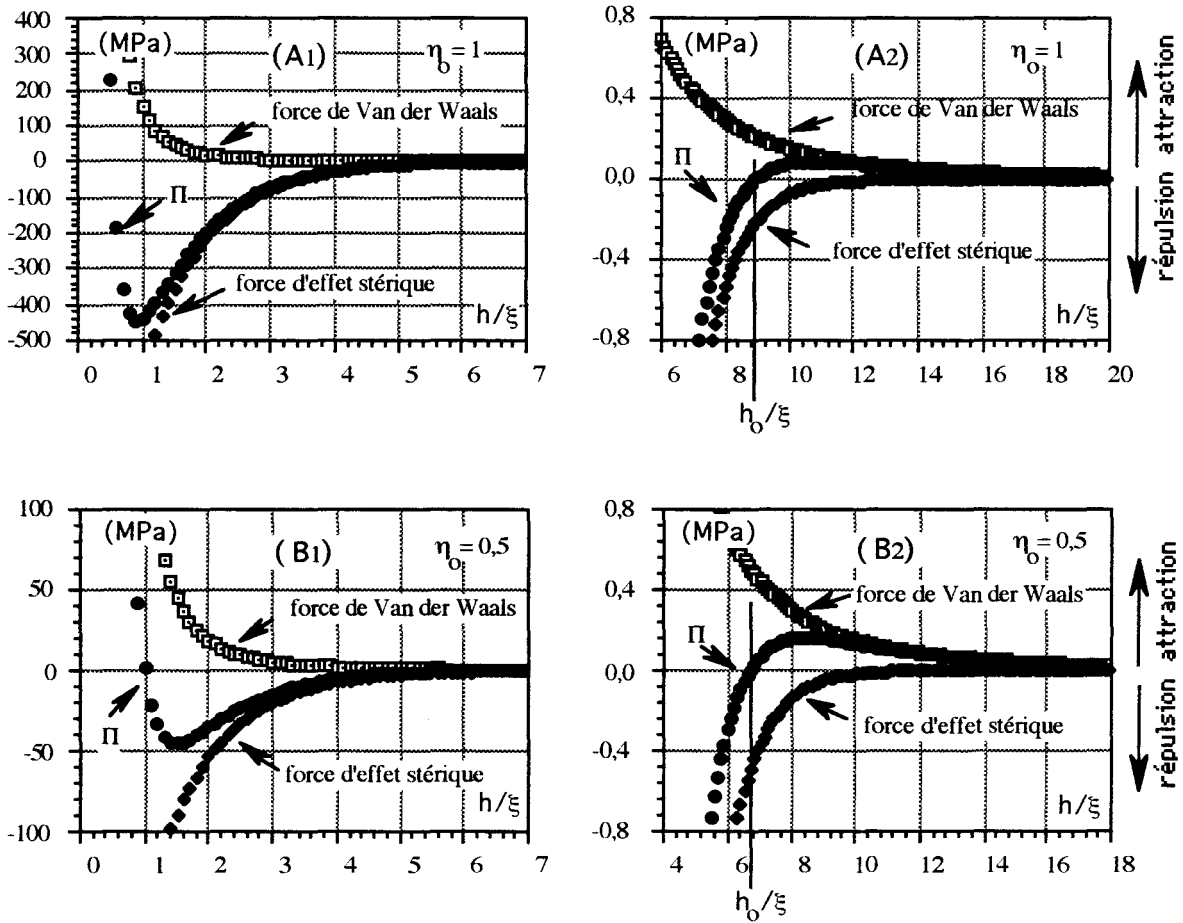 400
300
200
100
0
-100
-200
-300
-400
-500
(MPa)
(A1)
ηo = 1
force de Van der Waals
Π
force d'effet stérique
h/ξ
0 1 2 3 4 5 6 7
0,8
0,4
0,0
-0,4
-0,8
(MPa)
(A2)
ηo = 1
force de Van der Waals
Π
force d'effet stérique
h/ξ
6 8 10 12 14 16 18 20
ho/ξ
répulsion attraction
100
50
0
-50
-100
(MPa)
(B1)
ηo = 0,5
force de Van der Waals
Π
force d'effet stérique
h/ξ
0 1 2 3 4 5 6 7
0,8
0,4
0,0
-0,4
-0,8
(MPa)
(B2)
ηo = 0,5
force de Van der Waals
Π
force d'effet stérique
h/ξ
4 6 8 10 12 14 16 18
ho/ξ
répulsion attraction